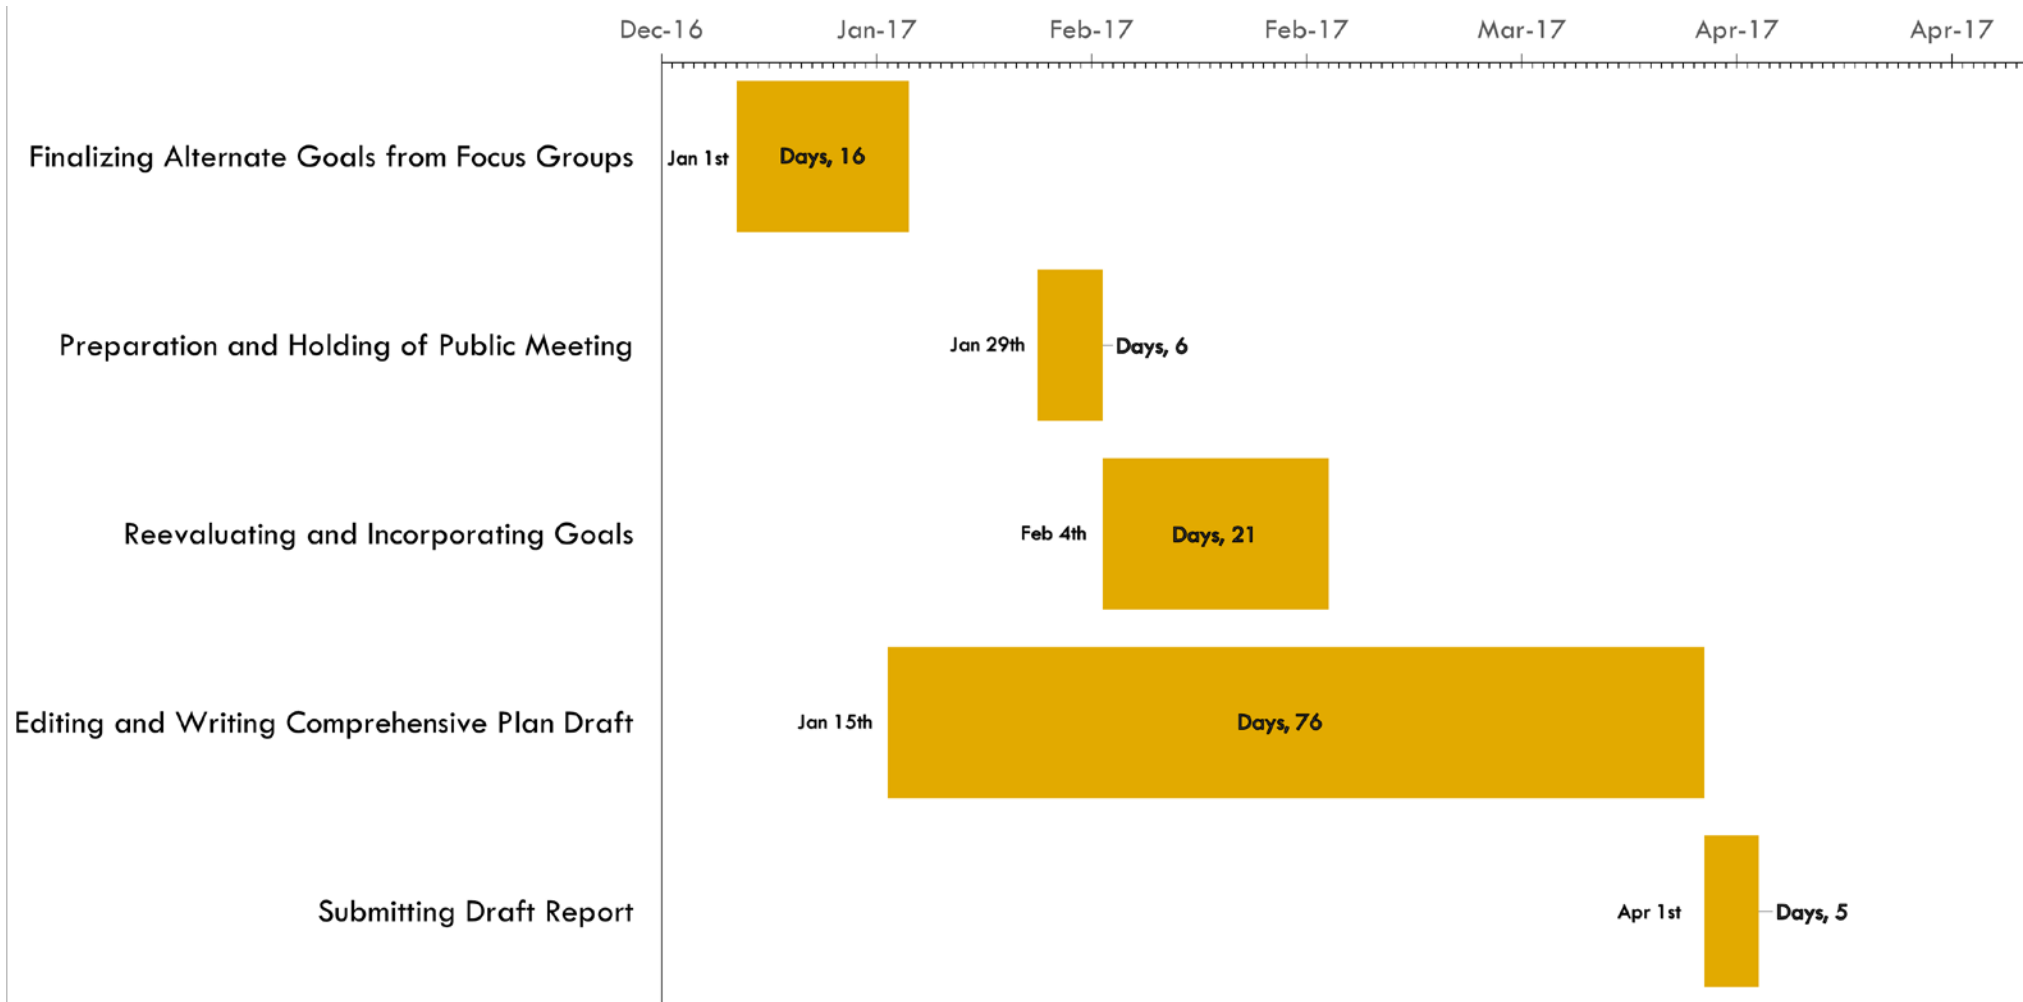 Dec-16 Jan-17 Feb-17 Feb-17 Mar-17 Apr-17 Apr-17
Finalizing Alternate Goals from Focus Groups Jan 1st Days, 16
Preparation and Holding of Public Meeting Jan 29th Days, 6
Reevaluating and Incorporating Goals Feb 4th Days, 21
Editing and Writing Comprehensive Plan Draft Jan 15th Days, 76
Submitting Draft Report Apr 1st Days, 5